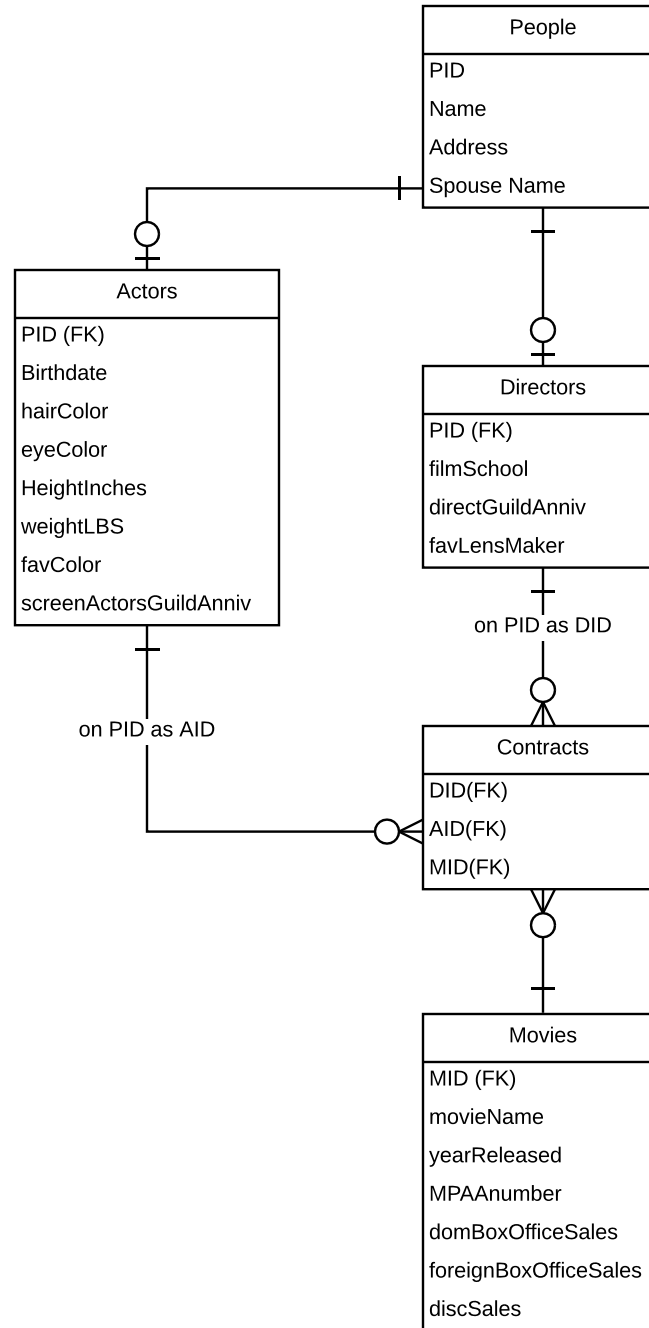 People
PID
Name
Address
Spouse Name
Actors
PID (FK)
Birthdate
hairColor
eyeColor
HeightInches
weightLBS
favColor
screenActorsGuildAnniv
Directors
PID (FK)
filmSchool
directGuildAnniv
favLensMaker
on PID as DID
on PID as AID
Contracts
DID(FK)
AID(FK)
MID(FK)
Movies
MID (FK)
movieName
yearReleased
MPAAnumber
domBoxOfficeSales
foreignBoxOfficeSales
discSales